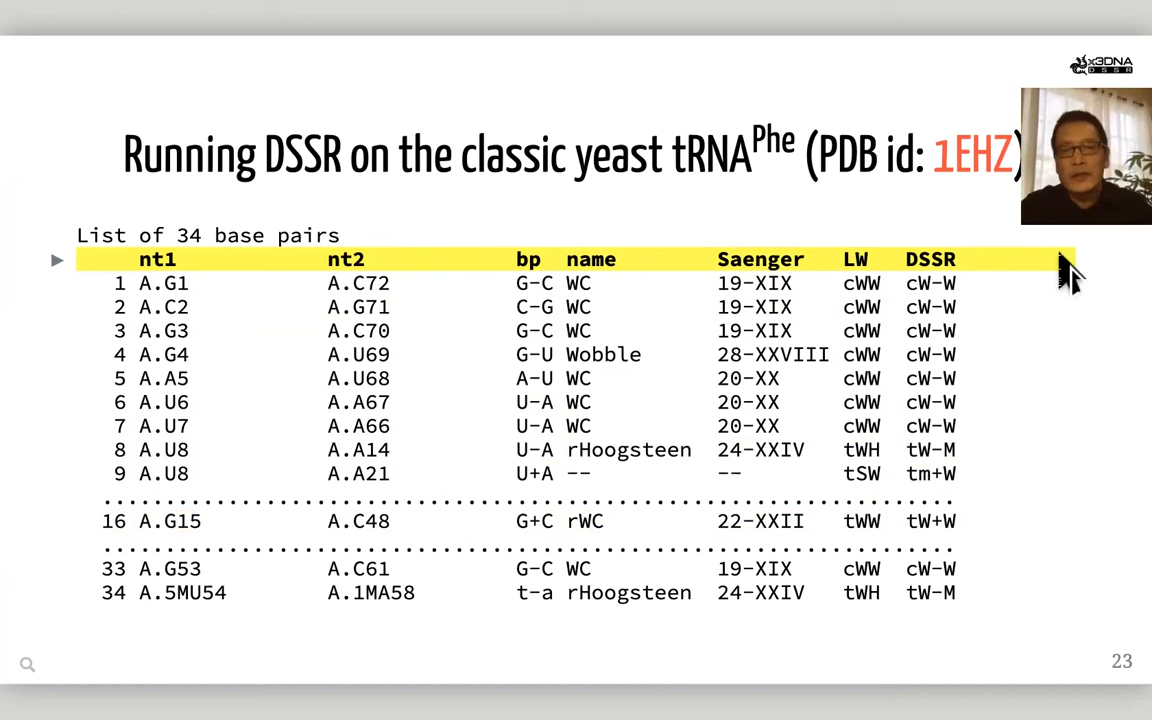 x3DNA
DSSR
Running DSSR on the classic yeast tRNAPhe (PDB id: 1EHZ)
List of 34 base pairs
nt1 nt2 bp name Saenger LW DSSR
1 A.G1 A.C72 G-C WC 19-XIX cWW cW-W
2 A.C2 A.G71 C-G WC 19-XIX cWW cW-W
3 A.G3 A.C70 G-C WC 19-XIX cWW cW-W
4 A.G4 A.U69 G-U Wobble 28-XXVIII cWW cW-W
5 A.A5 A.U68 A-U WC 20-XX cWW cW-W
6 A.U6 A.A67 U-A WC 20-XX cWW cW-W
7 A.U7 A.A66 U-A WC 20-XX cWW cW-W
8 A.U8 A.A14 U-A rHoogsteen 24-XXIV tWH tW-M
9 A.U8 A.A21 U+A -- -- tSW tm+W
....................................................................
16 A.G15 A.C48 G+C rWC 22-XXII tWW tW+W
....................................................................
33 A.G53 A.C61 G-C WC 19-XIX cWW cW-W
34 A.5MU54 A.1MA58 t-a rHoogsteen 24-XXIV tWH tW-M
23